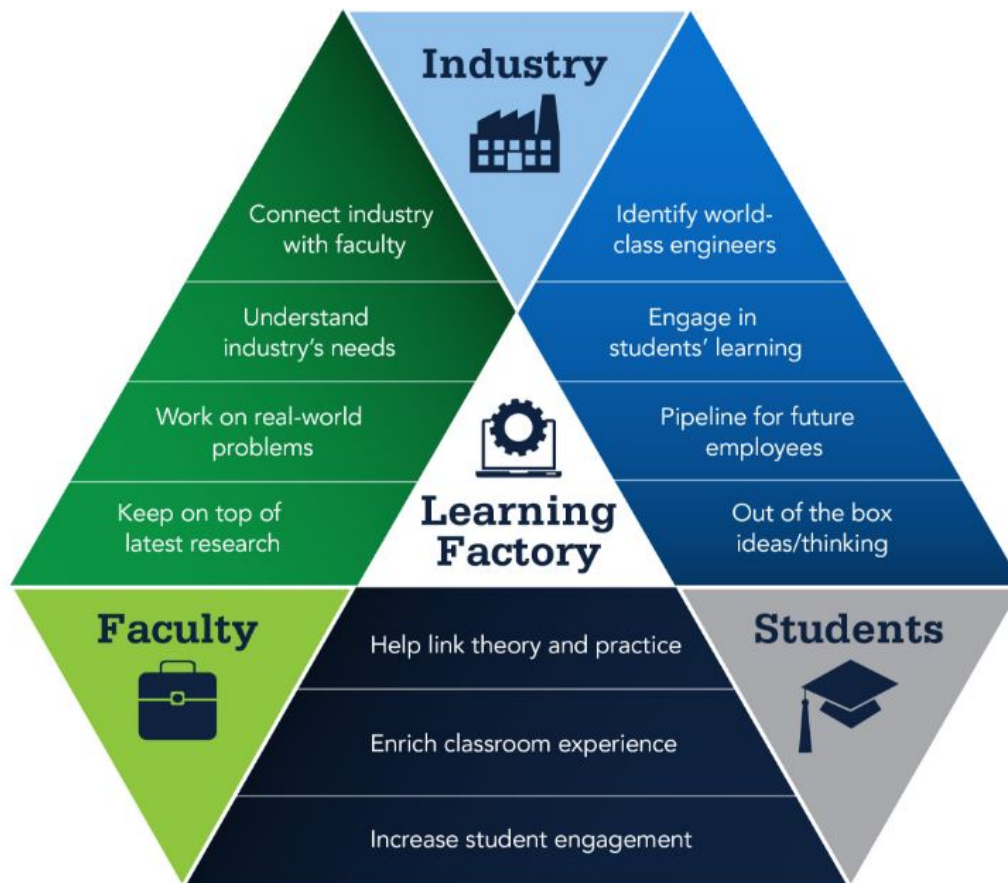 Industry
Connect industry
with faculty
Understand
industry's needs
Work on real-world
problems
Keep on top of
latest research
Identify world-
class engineers
Engage in
students' learning
Pipeline for future
employees
Out of the box
ideas/thinking
Learning
Factory
Faculty
Help link theory and practice
Enrich classroom experience
Increase student engagement
Students